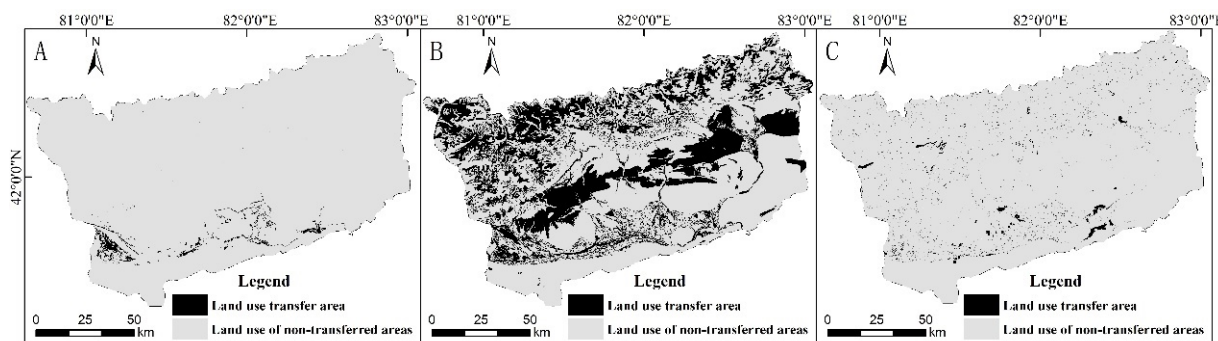 81°0'0"E 82°0'0"E 81°0'0"E 82°0'0"E 83°0'0"E 81°0'0"E 82°0'0"E 83°0'0"E
A B C
N N N
42°0'0"N
Legend Legend Legend
Land use transfer area Land use transfer area Land use transfer area
0 25 50 Land use of non-transferred areas 0 25 50 Land use of non-transferred areas 0 25 50 Land use of non-transferred areas
km km km